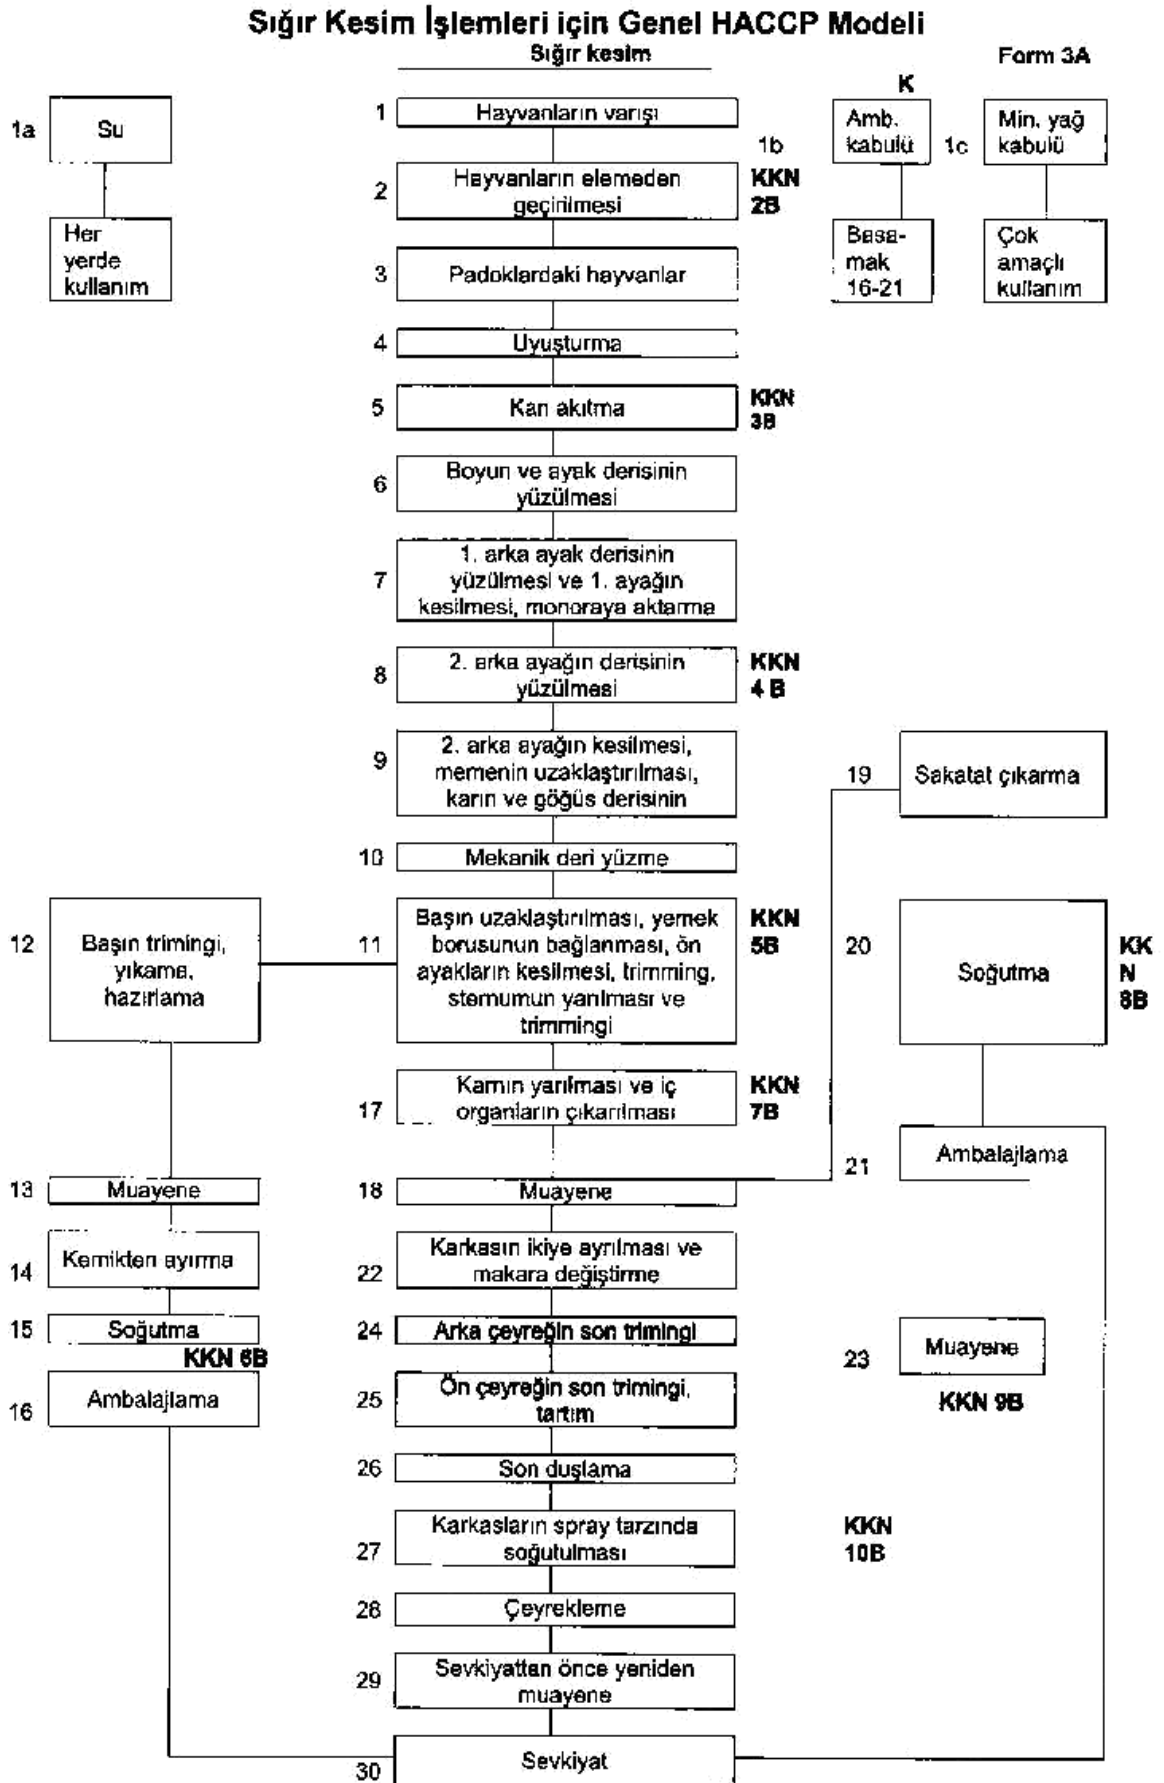 Sığır Kesim İşlemleri için Genel HACCP Modeli
Sığır kesim
Form 3A
K
1a
Su
1
Hayvanların varışı
1b
Amb.
kabulü
1c
Min. yağ
kabulü
2
Hayvanların elemeden
geçirilmesi
KKN
2B
Her
yerde
kullanım
3
Padoklardaki hayvanlar
Basa-
mak
16-21
Çok
amaçlı
kullanım
4
Uyuşturma
5
Kan akıtma
KKN
3B
6
Boyun ve ayak derisinin
yüzülmesi
7
1. arka ayak derisinin
yüzülmesi ve 1. ayağın
kesilmesi, monoraya aktarma
8
2. arka ayağın derisinin
yüzülmesi
KKN
4 B
9
2. arka ayağın kesilmesi,
memenin uzaklaştırılması,
karın ve göğüs derisinin
19
Sakatat çıkarma
10
Mekanik deri yüzme
12
Başın trimingi,
yıkama,
hazırlama
11
Başın uzaklaştırılması, yemek
borusunun bağlanması, ön
ayakların kesilmesi, trimming,
sternumun yarılması ve
trimmingi
KKN
5B
20
Soğutma
KK
N
8B
17
Karnın yarılması ve iç
organların çıkarılması
KKN
7B
21
Ambalajlama
13
Muayene
18
Muayene
14
Kemikten ayırma
22
Karkasın ikiye ayrılması ve
makara değiştirme
15
Soğutma
KKN 6B
24
Arka çeyreğin son trimingi
23
Muayene
KKN 9B
16
Ambalajlama
25
Ön çeyreğin son trimingi,
tartım
26
Son duşlama
27
Karkasların spray tarzında
soğutulması
KKN
10B
28
Çeyrekleme
29
Sevkiyattan önce yeniden
muayene
30
Sevkiyat